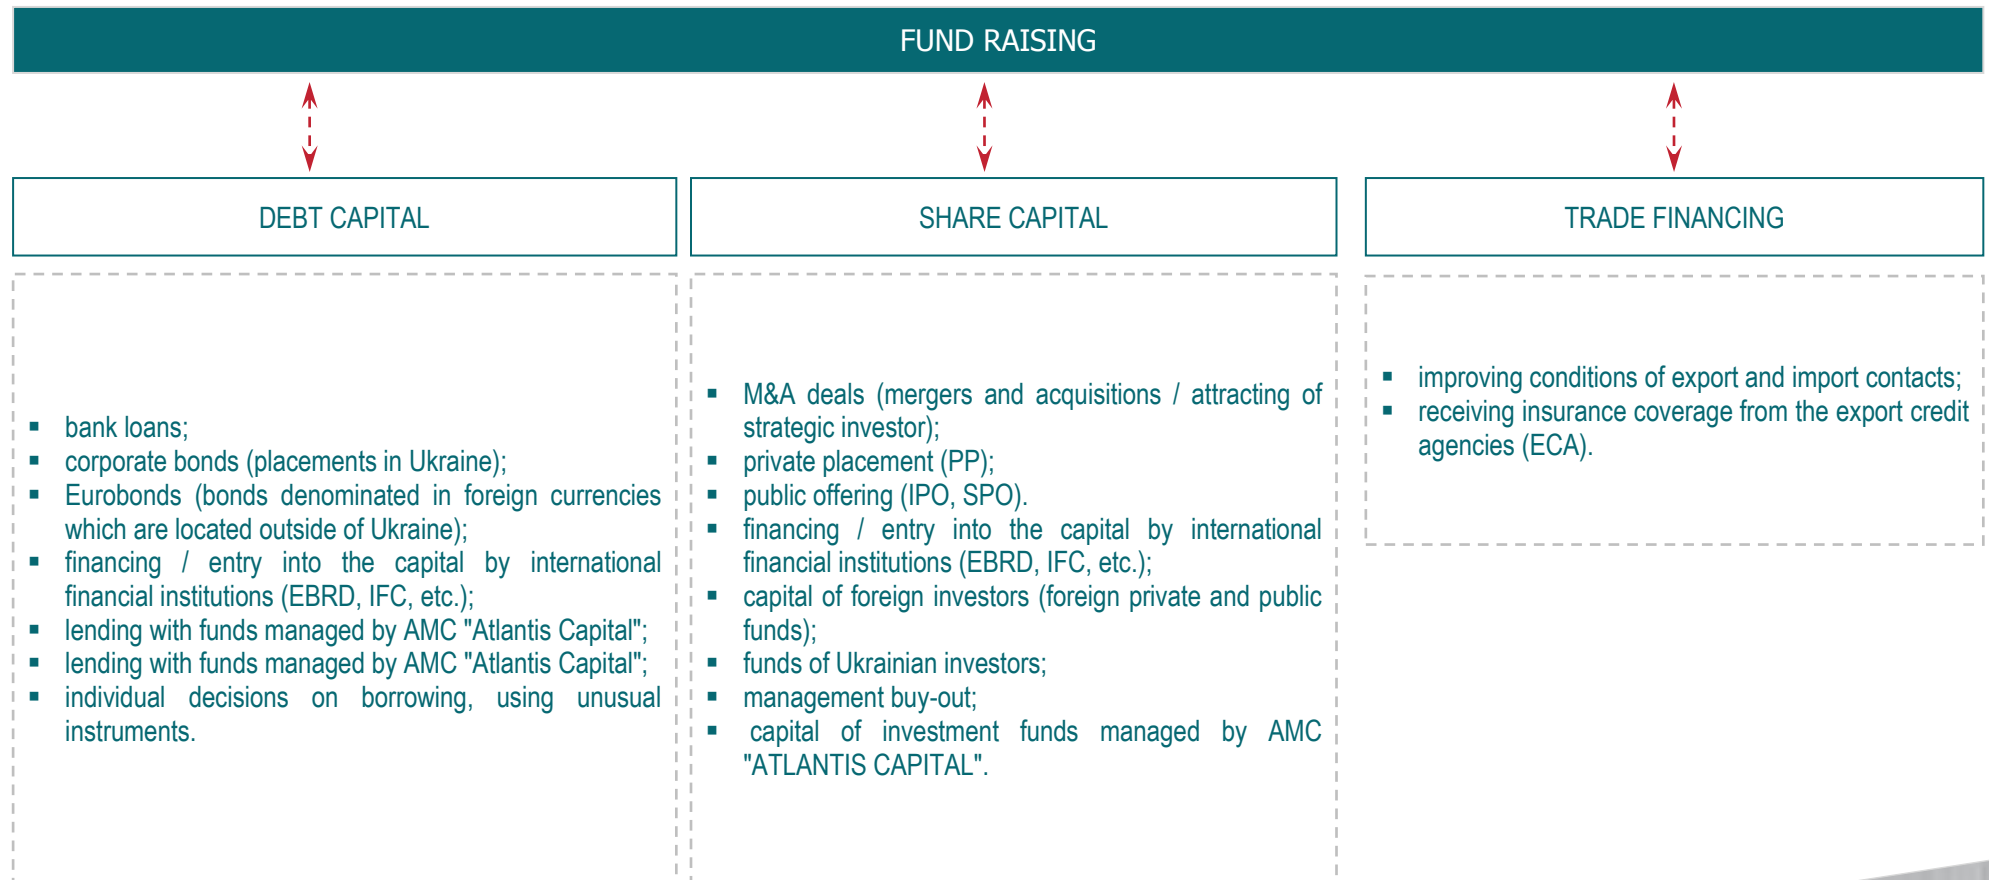 FUND RAISING
DEBT CAPITAL
▪ bank loans;
▪ corporate bonds (placements in Ukraine);
▪ Eurobonds (bonds denominated in foreign currencies
which are located outside of Ukraine);
▪ financing / entry into the capital by international
financial institutions (EBRD, IFC, etc.);
▪ lending with funds managed by AMC "Atlantis Capital";
▪ lending with funds managed by AMC "Atlantis Capital";
▪ individual decisions on borrowing, using unusual
instruments.
SHARE CAPITAL
▪ M&A deals (mergers and acquisitions / attracting of
strategic investor);
▪ private placement (PP);
▪ public offering (IPO, SPO).
▪ financing / entry into the capital by international
financial institutions (EBRD, IFC, etc.);
▪ capital of foreign investors (foreign private and public
funds);
▪ funds of Ukrainian investors;
▪ management buy-out;
▪ capital of investment funds managed by AMC
"ATLANTIS CAPITAL".
TRADE FINANCING
▪ improving conditions of export and import contacts;
▪ receiving insurance coverage from the export credit
agencies (ECA).